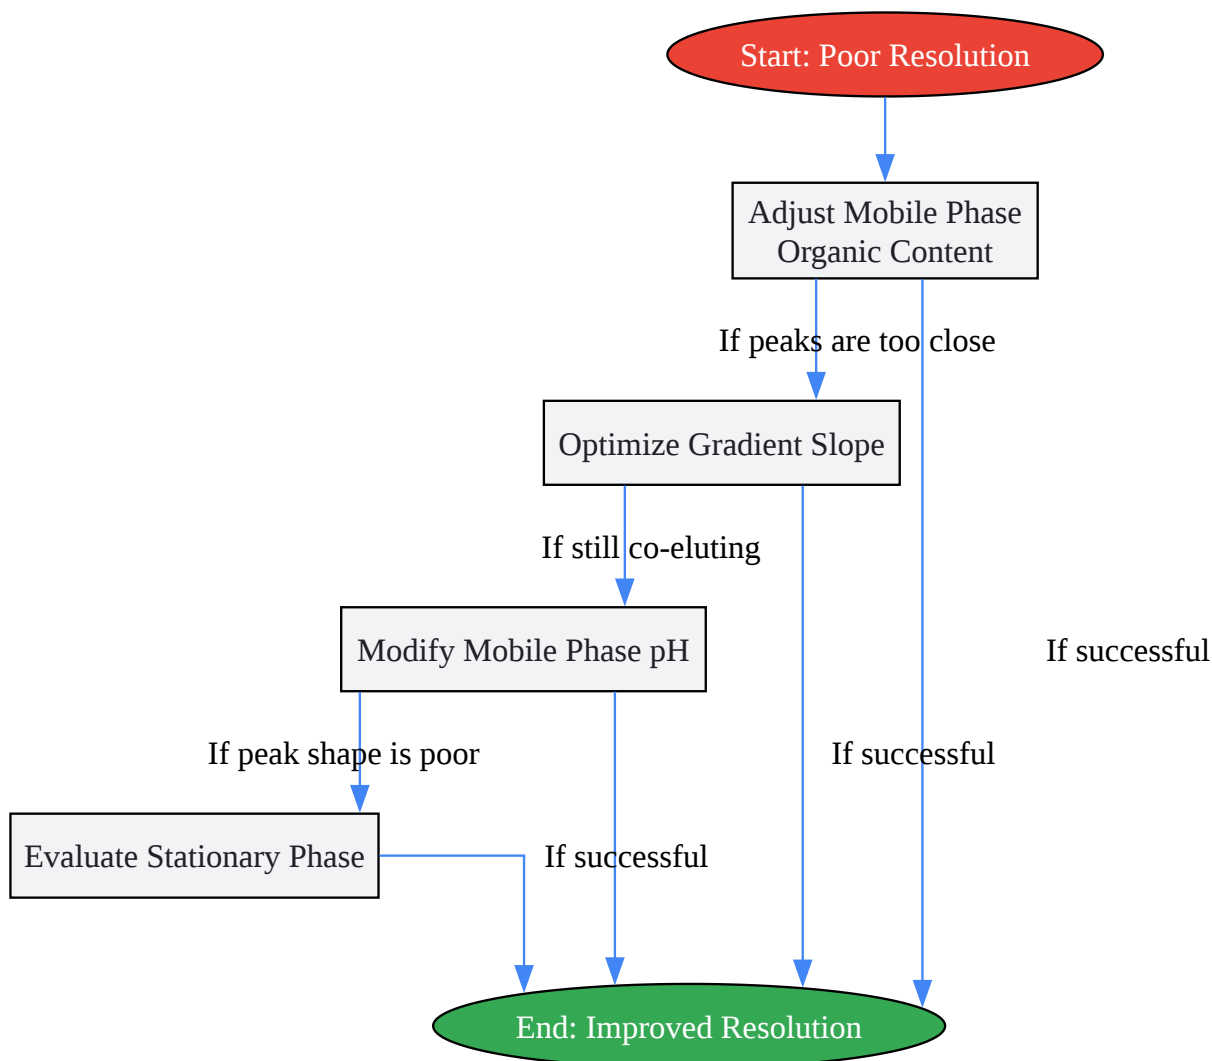 Start: Poor Resolution
Adjust Mobile Phase
Organic Content
If peaks are too close
Optimize Gradient Slope
If still co-eluting
Modify Mobile Phase pH
If successful
If peak shape is poor
If successful
Evaluate Stationary Phase
If successful
End: Improved Resolution